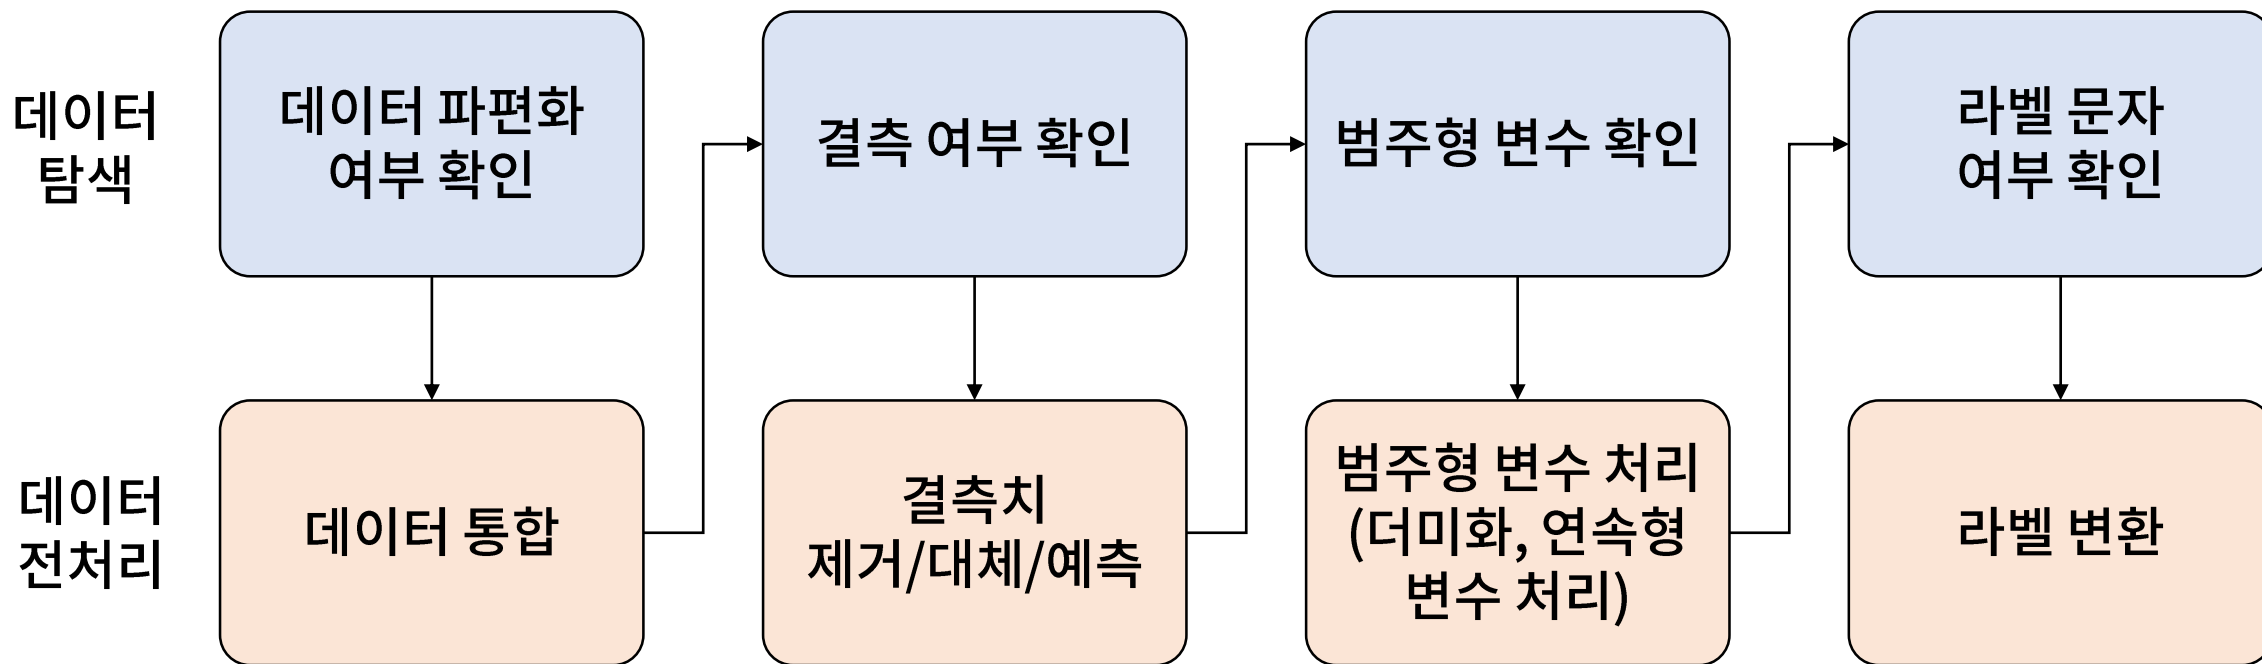 데이터
탐색
데이터 파편화
여부 확인
결측 여부 확인
범주형 변수 확인
라벨 문자
여부 확인
데이터
전처리
데이터 통합
결측치
제거/대체/예측
범주형 변수 처리
(더미화, 연속형
변수 처리)
라벨 변환